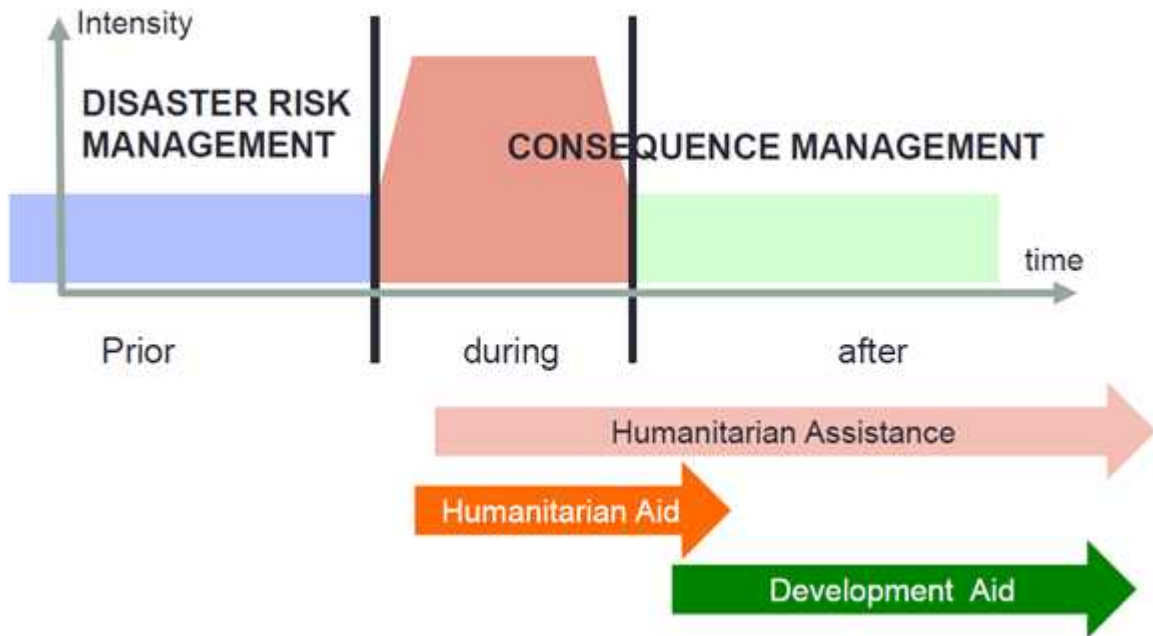 Intensity
DISASTER RISK
MANAGEMENT
CONSEQUENCE MANAGEMENT
time
Prior
during
after
Humanitarian Assistance
Humanitarian Aid
Development Aid